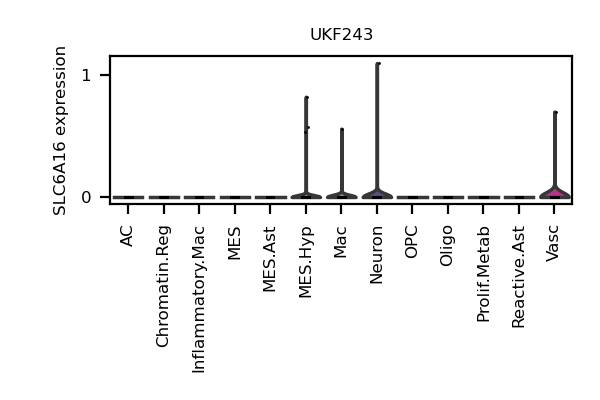 UKF243
SLC6A16 expression
1
0
AC
Chromatin.Reg
Inflammatory.Mac
MES
MES.Ast
MES.Hyp
Mac
Neuron
OPC
Oligo
Prolif.Metab
Reactive.Ast
Vasc